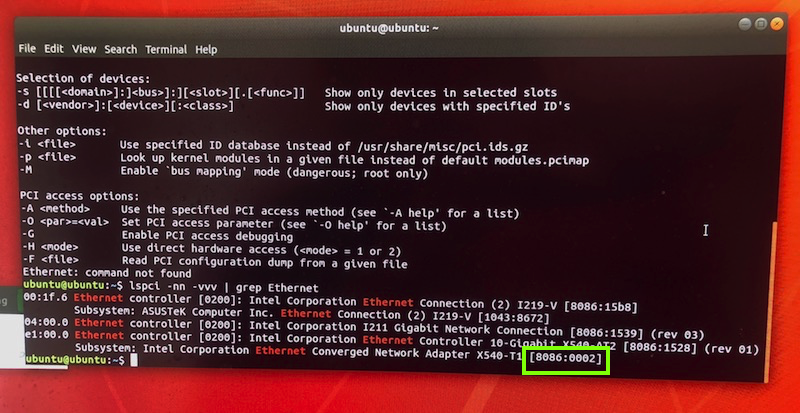 ubuntu@ubuntu: ~
File Edit View Search Terminal Help
Selection of devices:
-s [[[[<domain>]:]<bus>]:][<slot>][.[<func>]] Show only devices in selected slots
-d [<vendor>]:[<device>][:<class>] Show only devices with specified ID's
Other options:
-i <file> Use specified ID database instead of /usr/share/misc/pci.ids.gz
-p <file> Look up kernel modules in a given file instead of default modules.pcimap
-M Enable `bus mapping' mode (dangerous; root only)
PCI access options:
-A <method> Use the specified PCI access method (see `-A help' for a list)
-O <par>=<val> Set PCI access parameter (see `-O help' for a list)
-G Enable PCI access debugging
-H <mode> Use direct hardware access (<mode> = 1 or 2)
-F <file> Read PCI configuration dump from a given file
Ethernet: command not found
ubuntu@ubuntu:~$ lspci -nn -vvv | grep Ethernet
00:1f.6 Ethernet controller [0200]: Intel Corporation Ethernet Connection (2) I219-V [8086:15b8]
Subsystem: ASUSTeK Computer Inc. Ethernet Connection (2) I219-V [1043:8672]
04:00.0 Ethernet controller [0200]: Intel Corporation I211 Gigabit Network Connection [8086:1539] (rev 03)
e1:00.0 Ethernet controller [0200]: Intel Corporation Ethernet Controller 10-Gigabit X540-AT2 [8086:1528] (rev 01)
Subsystem: Intel Corporation Ethernet Converged Network Adapter X540-T1 [8086:0002]
ubuntu@ubuntu:~$